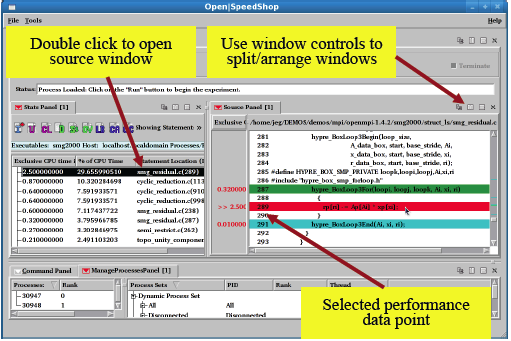 Open|SpeedShop
File Tools Help
Double click to open source window
Use window controls to split/arrange windows
Terminate
Status: Process Loaded: Click on the "Run" button to begin the experiment.
Stats Panel [1]
Source Panel [1]
U CL D Showing Statement: »
Exclusive C /home/jeg/DEMOS/demos/mpi/openmpi-1.4.2/smg2000/struct_ls/smg_residual.c
Executables: smg2000 Host: localhost.localdomain Processes/
Exclusive CPU time % of CPU Time Statement Location (
2.500000000 29.655990510 smg_residual.c(289)
0.870000000 10.320284698 cyclic_reduction.c(113
0.640000000 7.591933571 cyclic_reduction.c(910
0.640000000 7.591933571 cyclic_reduction.c(998
0.600000000 7.117437722 smg_residual.c(238)
0.320000000 3.795966785 smg_residual.c(287)
0.270000000 3.202846975 semi_restrict.c(262)
0.210000000 2.491103203 topo_unity_component
281 hypre_BoxLoop3Begin(loop_size,
282 A_data_box, start, base_stride, Ai,
283 x_data_box, start, base_stride, xi,
284 r_data_box, start, base_stride, ri);
285 #define HYPRE_BOX_SMP_PRIVATE loopk,loopi,loopj,Ai,xi,ri
286 #include "hypre_box_smp_forloop.h"
0.320000 287 hypre_BoxLoop3For(loopi, loopj, loopk, Ai, xi, ri)
288 {
>> 2.500 289 rp[ri] -= Ap[Ai] * xp[xi];
290 }
0.010000 291 hypre_BoxLoop3End(Ai, xi, ri);
292 }
293 }
Command Panel ManageProcessesPanel [1]
Processes: Rank
30947 0
30948 1
Process Sets Rank Thread
Dynamic Process Set
All All
Disconnected Disconnected
Selected performance data point